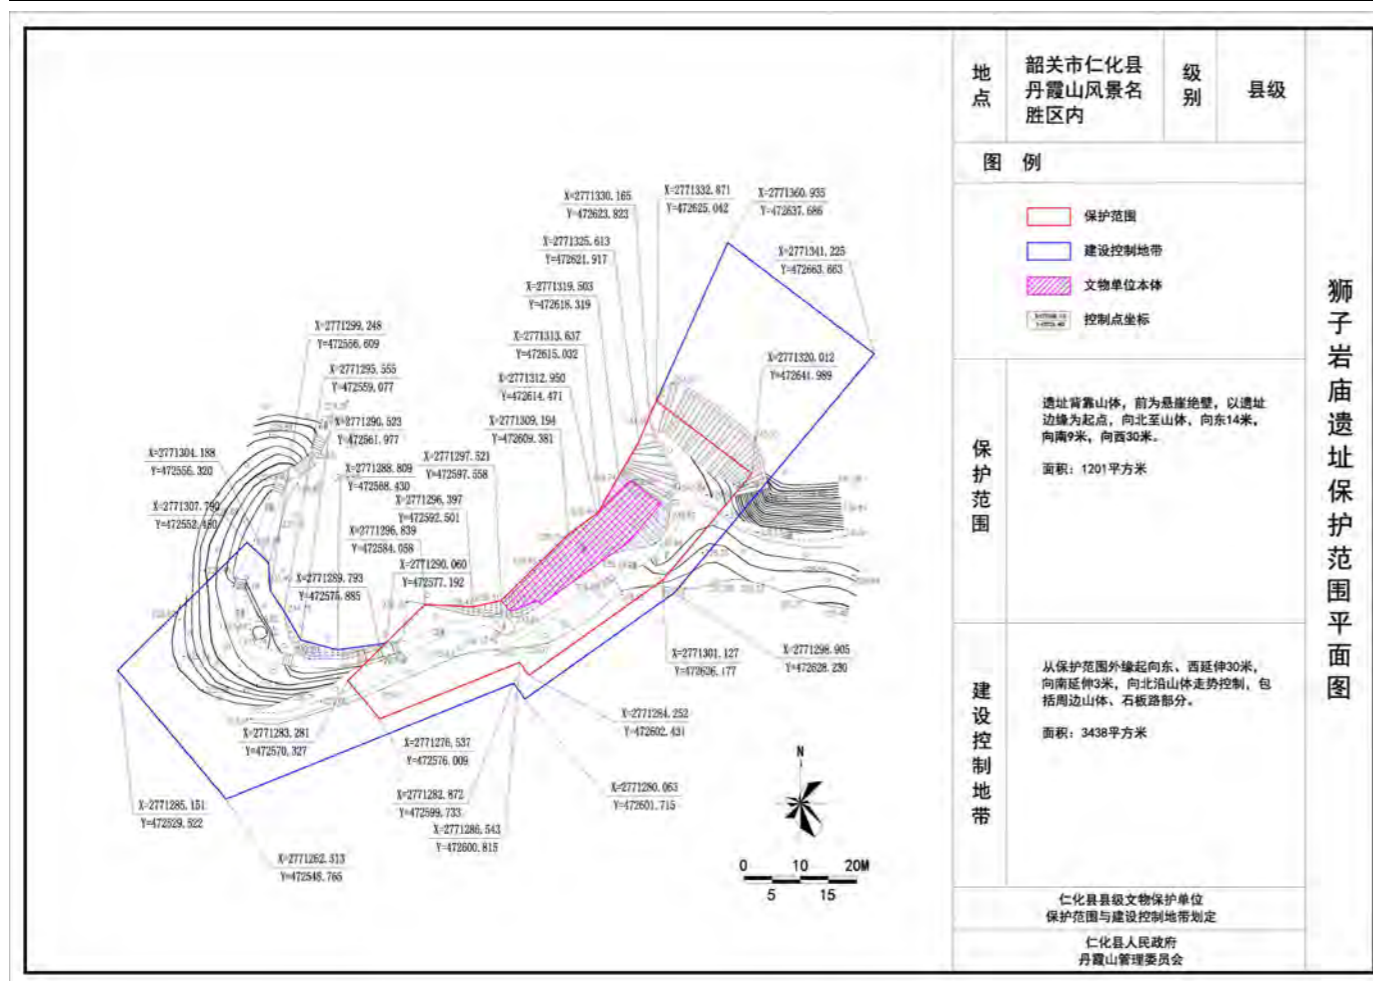 狮子岩庙遗址保护范围平面图
地点
韶关市仁化县
丹霞山风景名
胜区内
级别
县级
图 例
保护范围
建设控制地带
文物单位本体
控制点坐标
保护范围
遗址背靠山体，前为悬崖绝壁，以遗址
边缘为起点，向北至山体，向东14米，
向南9米，向西30米。
面积：1201平方米
建设控制地带
从保护范围外缘起向东、西延伸30米，
向南延伸3米，向北沿山体走势控制，包
括周边山体、石板路部分。
面积：3438平方米
仁化县县级文物保护单位
保护范围与建设控制地带划定
仁化县人民政府
丹霞山管理委员会
X=2771330.165
Y=472623.823
X=2771332.871
Y=472625.042
X=2771360.935
Y=472637.686
X=2771325.613
Y=472621.917
X=2771341.225
Y=472663.663
X=2771319.503
Y=472618.319
X=2771299.248
Y=472556.609
X=2771313.637
Y=472615.032
X=2771320.012
Y=472641.989
X=2771295.555
Y=472559.077
X=2771312.950
Y=472614.471
X=2771290.523
Y=472561.977
X=2771309.194
Y=472609.381
X=2771304.188
Y=472556.320
X=2771288.809
Y=472568.430
X=2771297.521
Y=472597.558
X=2771307.790
Y=472552.480
X=2771296.397
Y=472592.501
X=2771296.839
Y=472584.058
X=2771289.793
Y=472575.885
X=2771290.060
Y=472577.192
X=2771301.127
Y=472626.177
X=2771298.905
Y=472628.230
X=2771283.281
Y=472570.327
X=2771276.537
Y=472576.009
X=2771284.252
Y=472602.431
X=2771285.151
Y=472529.522
X=2771282.872
Y=472599.733
X=2771280.063
Y=472601.715
X=2771286.543
Y=472600.815
X=2771262.313
Y=472548.765
N
0 10 20M
5 15